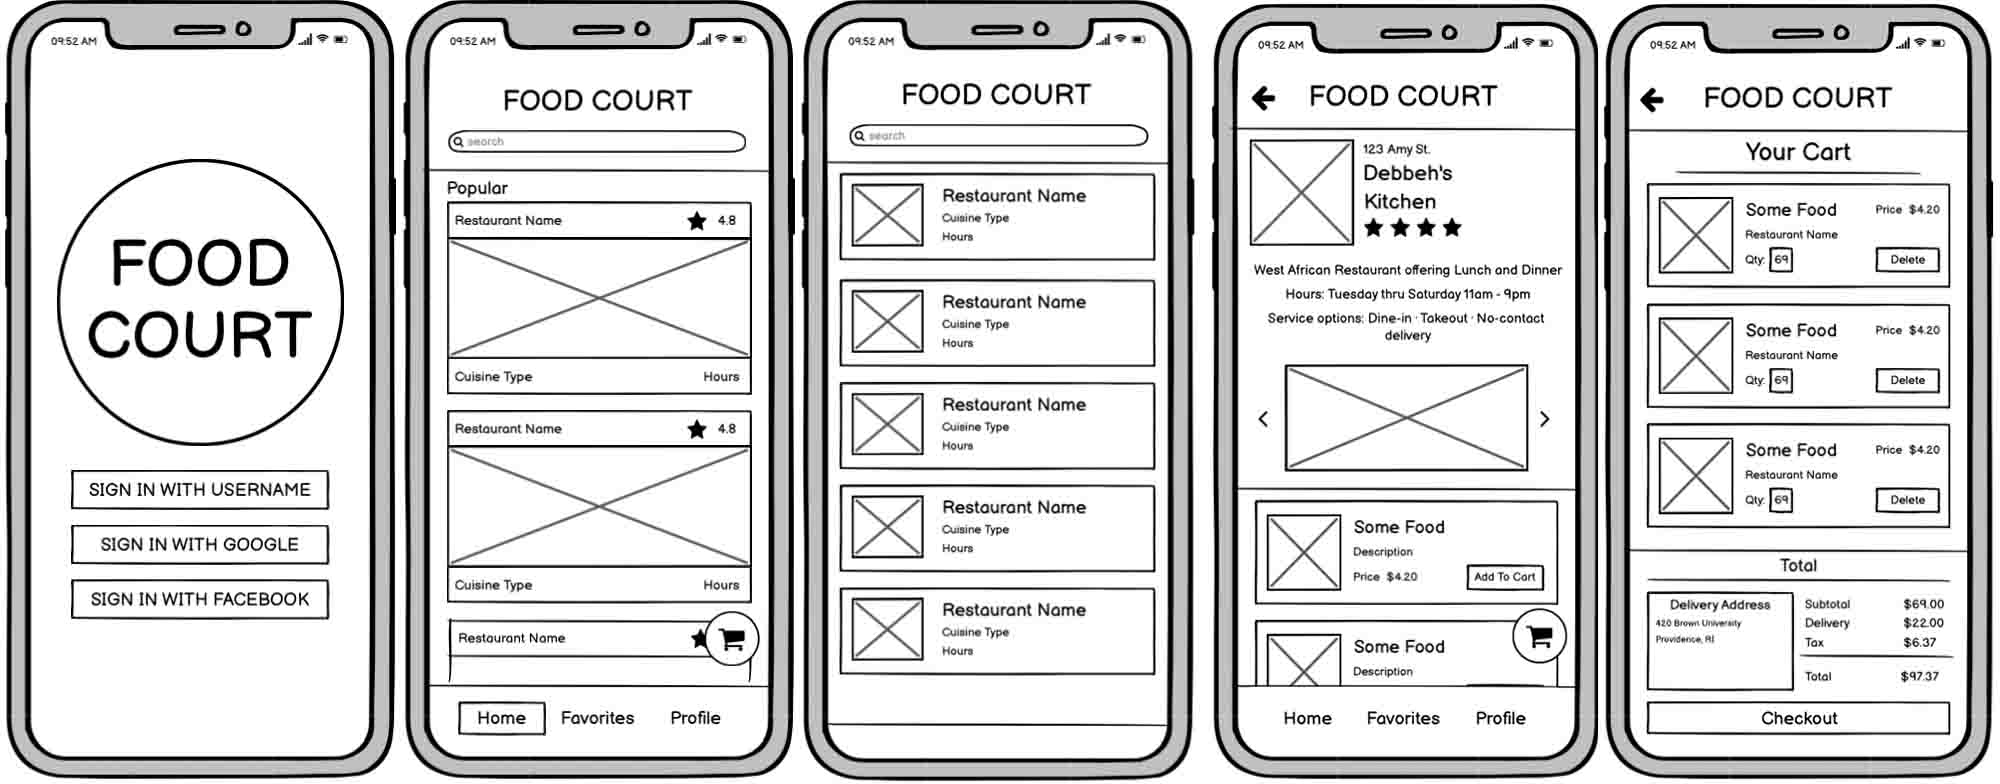 09:52 AM
FOOD
COURT
SIGN IN WITH USERNAME
SIGN IN WITH GOOGLE
SIGN IN WITH FACEBOOK
09:52 AM
FOOD COURT
search
Popular
Restaurant Name 4.8
Cuisine Type Hours
Restaurant Name 4.8
Cuisine Type Hours
Restaurant Name
Home Favorites Profile
09:52 AM
FOOD COURT
search
Restaurant Name
Cuisine Type
Hours
Restaurant Name
Cuisine Type
Hours
Restaurant Name
Cuisine Type
Hours
Restaurant Name
Cuisine Type
Hours
Restaurant Name
Cuisine Type
Hours
09:52 AM
FOOD COURT
123 Amy St.
Debbeh's
Kitchen
West African Restaurant offering Lunch and Dinner
Hours: Tuesday thru Saturday 11am - 9pm
Service options: Dine-in · Takeout · No-contact
delivery
Some Food
Description
Price $4.20 Add To Cart
Some Food
Description
Home Favorites Profile
09:52 AM
FOOD COURT
Your Cart
Some Food Price $4.20
Restaurant Name
Qty: 69 Delete
Some Food Price $4.20
Restaurant Name
Qty: 69 Delete
Some Food Price $4.20
Restaurant Name
Qty: 69 Delete
Total
Delivery Address
420 Brown University
Providence, RI
Subtotal $69.00
Delivery $22.00
Tax $6.37
Total $97.37
Checkout